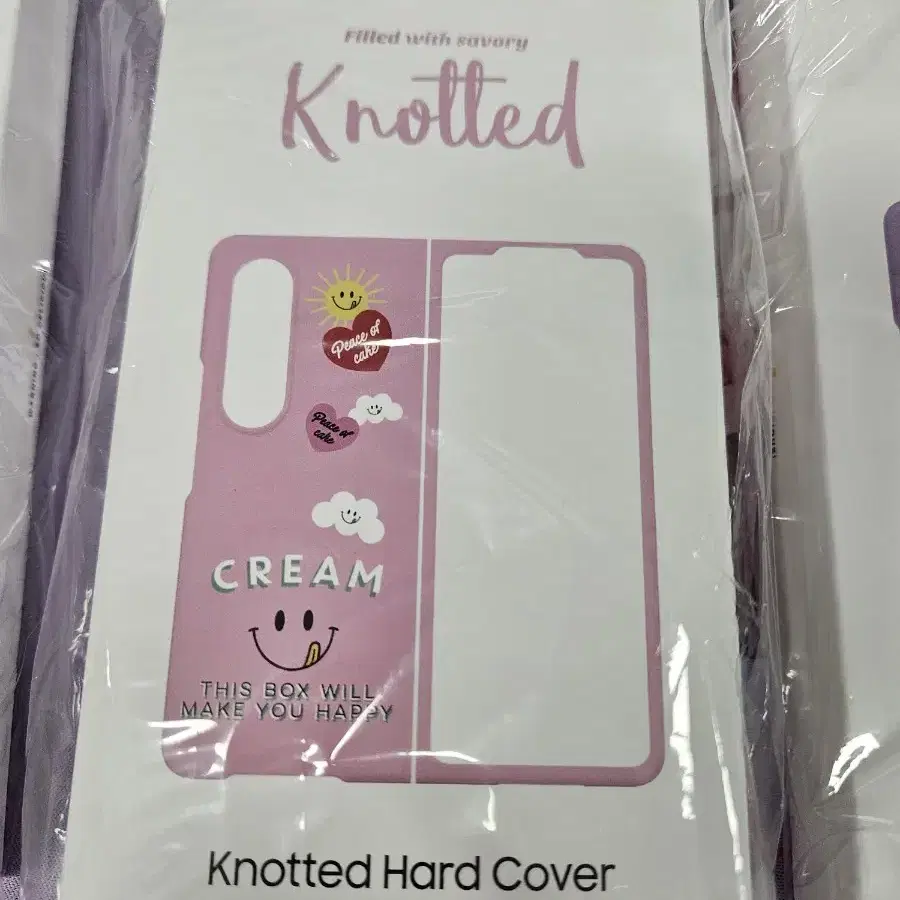 Filled with savory
Knotted
Peace of
cake
Peace of
cake
CREAM
THIS BOX WILL
MAKE YOU HAPPY
Knotted Hard Cover